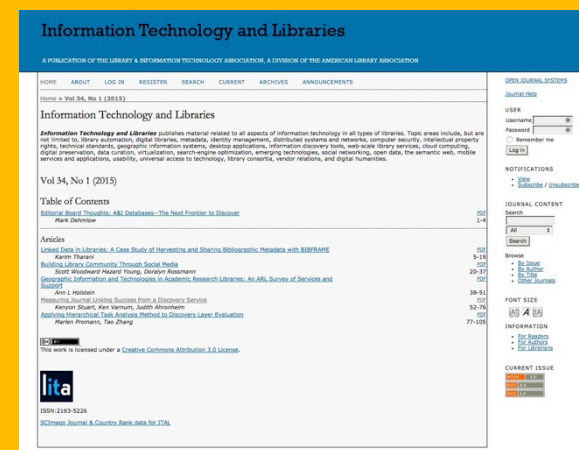 Information Technology and Libraries
A PUBLICATION OF THE LIBRARY & INFORMATION TECHNOLOGY ASSOCIATION, A DIVISION OF THE AMERICAN LIBRARY ASSOCIATION
HOME ABOUT LOG IN REGISTER SEARCH CURRENT ARCHIVES ANNOUNCEMENTS
Home > Vol 34, No 1 (2015)
Information Technology and Libraries
Information Technology and Libraries publishes material related to all aspects of information technology in all types of libraries. Topic areas include, but are
not limited to, library automation, digital libraries, metadata, identity management, distributed systems and networks, computer security, intellectual property
rights, technical standards, geographic information systems, desktop applications, information discovery tools, web-scale library services, cloud computing,
digital preservation, data curation, virtualization, search-engine optimization, emerging technologies, social networking, open data, the semantic web, mobile
services and applications, usability, universal access to technology, library consortia, vendor relations, and digital humanities.
Vol 34, No 1 (2015)
Table of Contents
Editorial Board Thoughts: A&I Databases—The Next Frontier to Discover PDF
Mark Dehmlow 1-4
Articles
Linked Data in Libraries: A Case Study of Harvesting and Sharing Bibliographic Metadata with BIBFRAME PDF
Karim Tharani 5-19
Building Library Community Through Social Media PDF
Scott Woodward Hazard Young, Doralyn Rossmann 20-37
Geographic Information and Technologies in Academic Research Libraries: An ARL Survey of Services and PDF
Support
Ann L Holstein 38-51
Measuring Journal Linking Success from a Discovery Service PDF
Kenyon Stuart, Ken Varnum, Judith Ahronheim 52-76
Applying Hierarchical Task Analysis Method to Discovery Layer Evaluation PDF
Marlen Promann, Tao Zhang 77-105
This work is licensed under a Creative Commons Attribution 3.0 License.
lita
ISSN:2163-5226
SCImago Journal & Country Rank data for ITAL
OPEN JOURNAL SYSTEMS
Journal Help
USER
Username
Password
Remember me
Log In
NOTIFICATIONS
View
Subscribe / Unsubscribe
JOURNAL CONTENT
Search
All
Search
Browse
By Issue
By Author
By Title
Other Journals
FONT SIZE
INFORMATION
For Readers
For Authors
For Librarians
CURRENT ISSUE